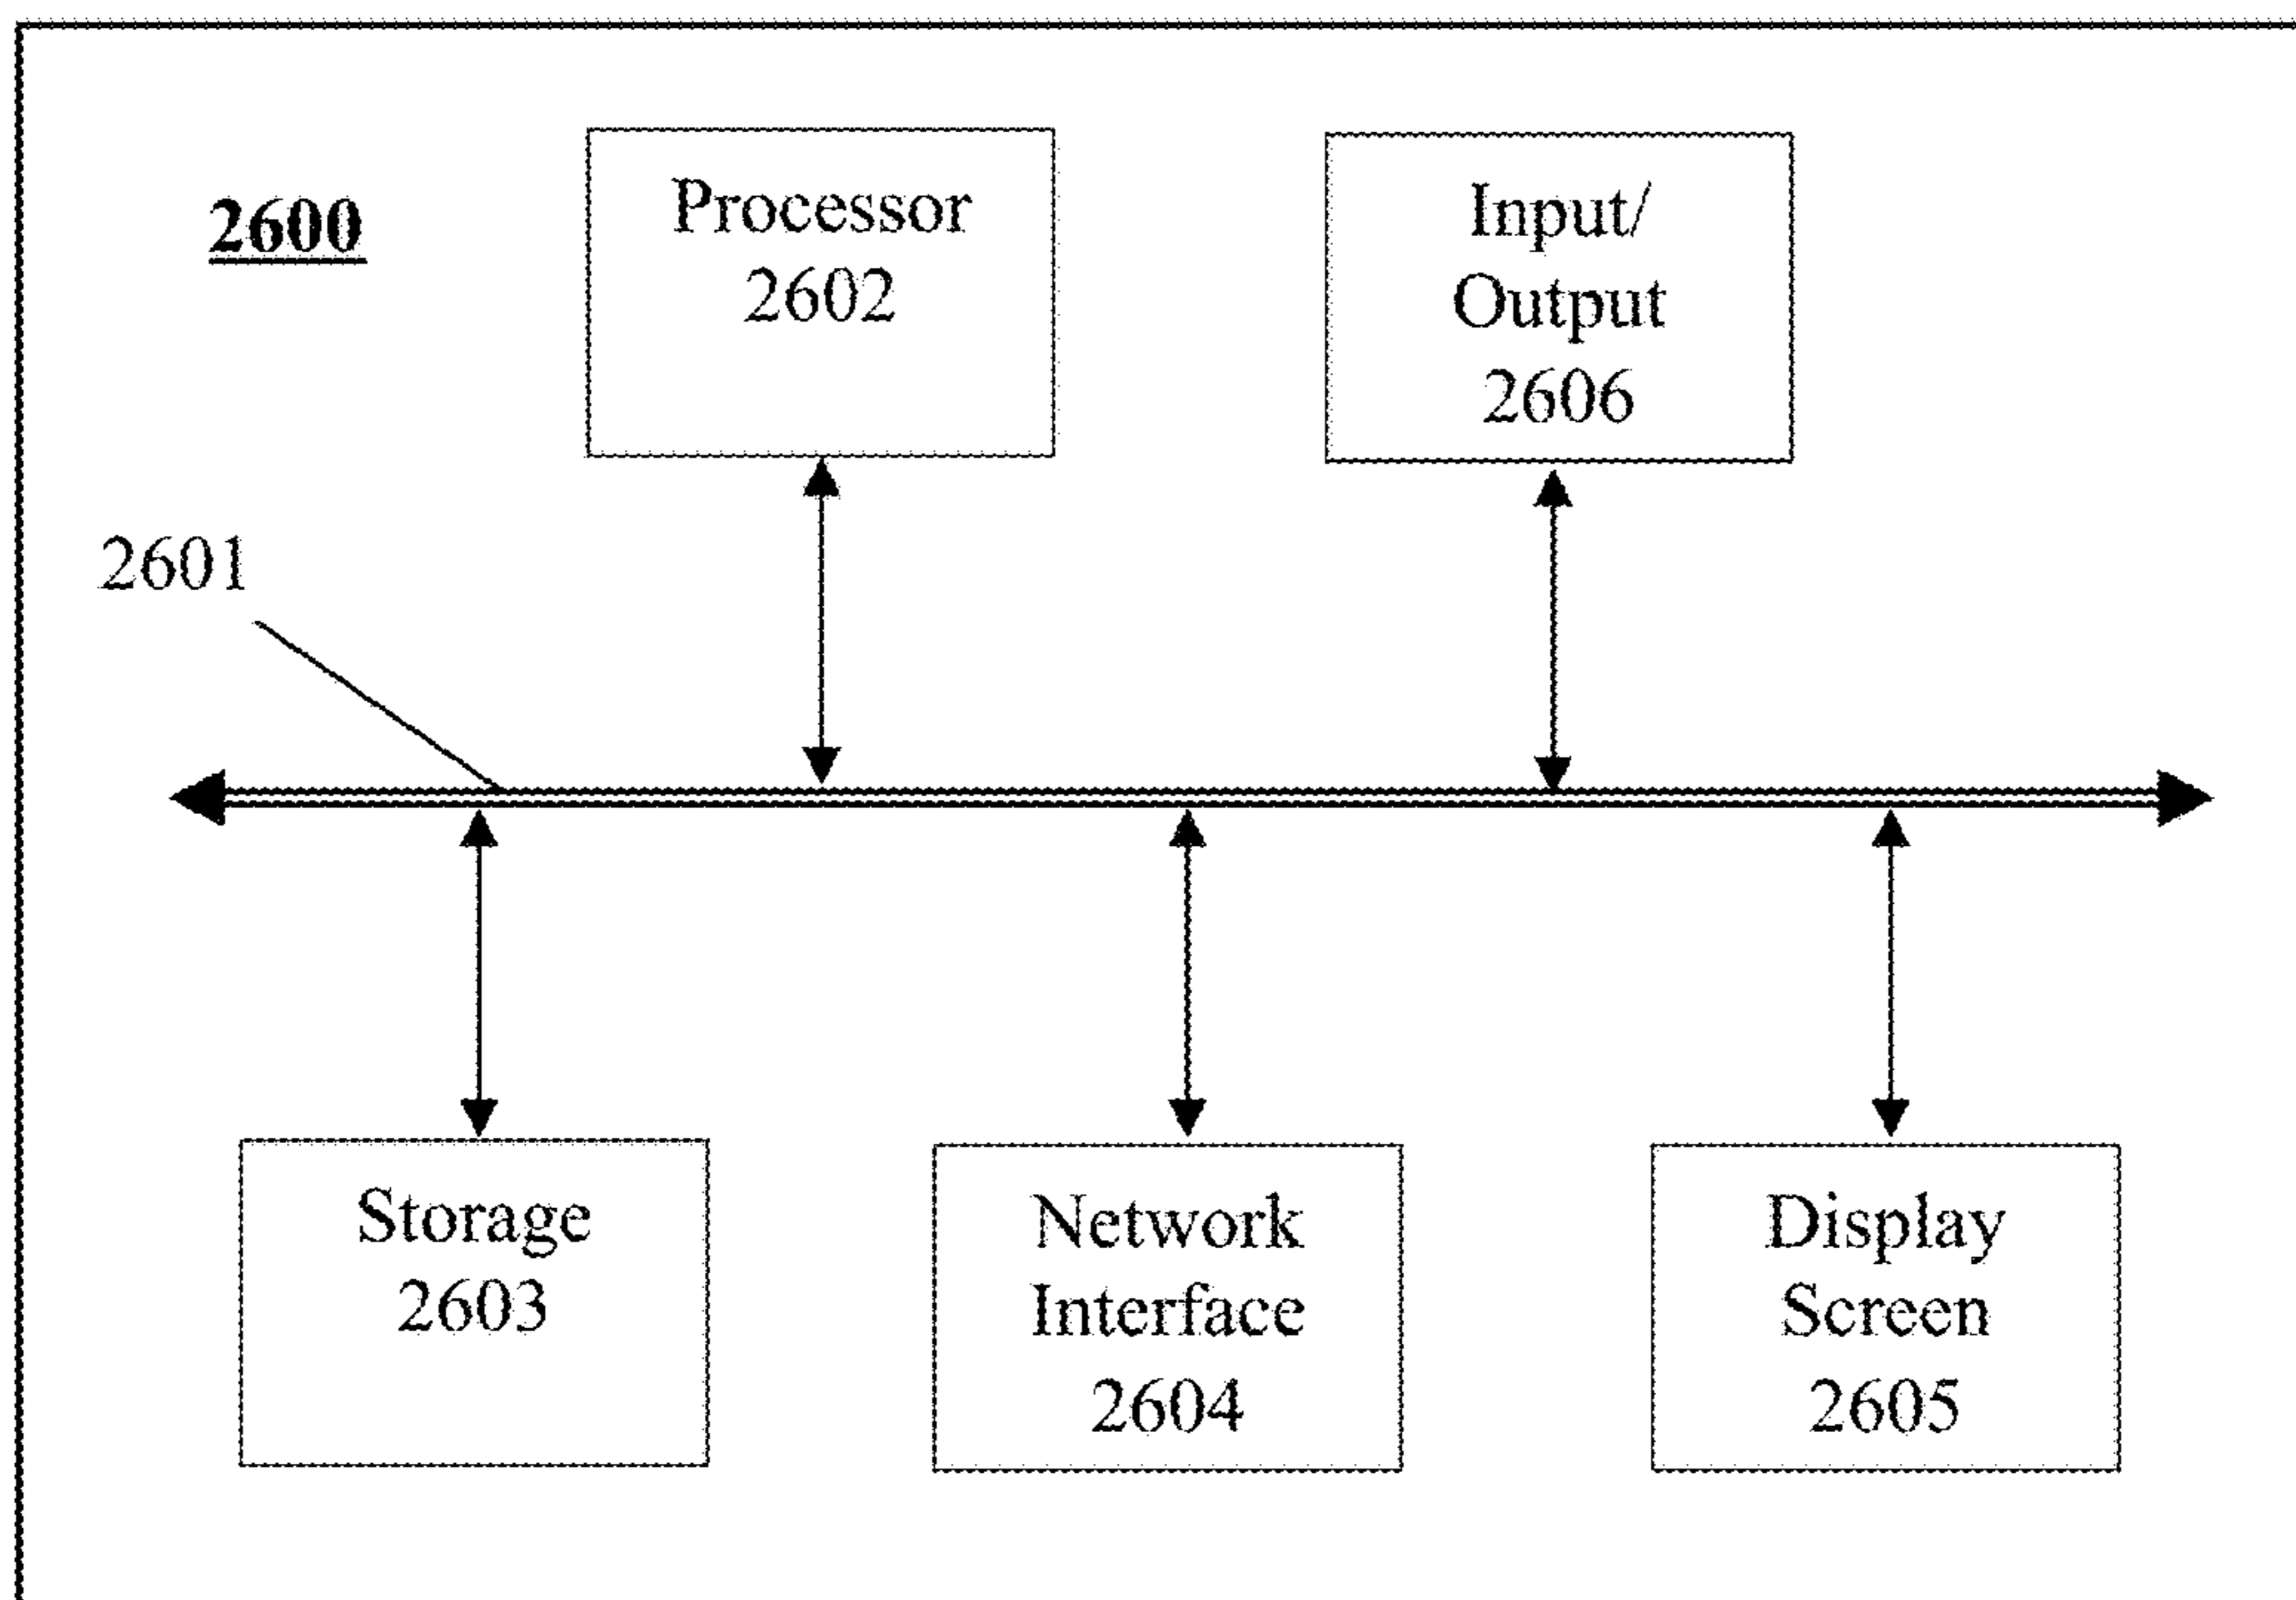 2600
Processor
2602
Input/
Output
2606
2601
Storage
2603
Network
Interface
2604
Display
Screen
2605